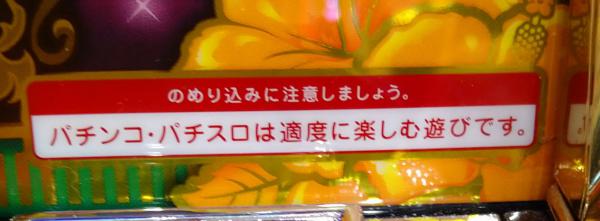 のめり込みに注意しましょう。
パチンコ・パチスロは適度に楽しむ遊びです。